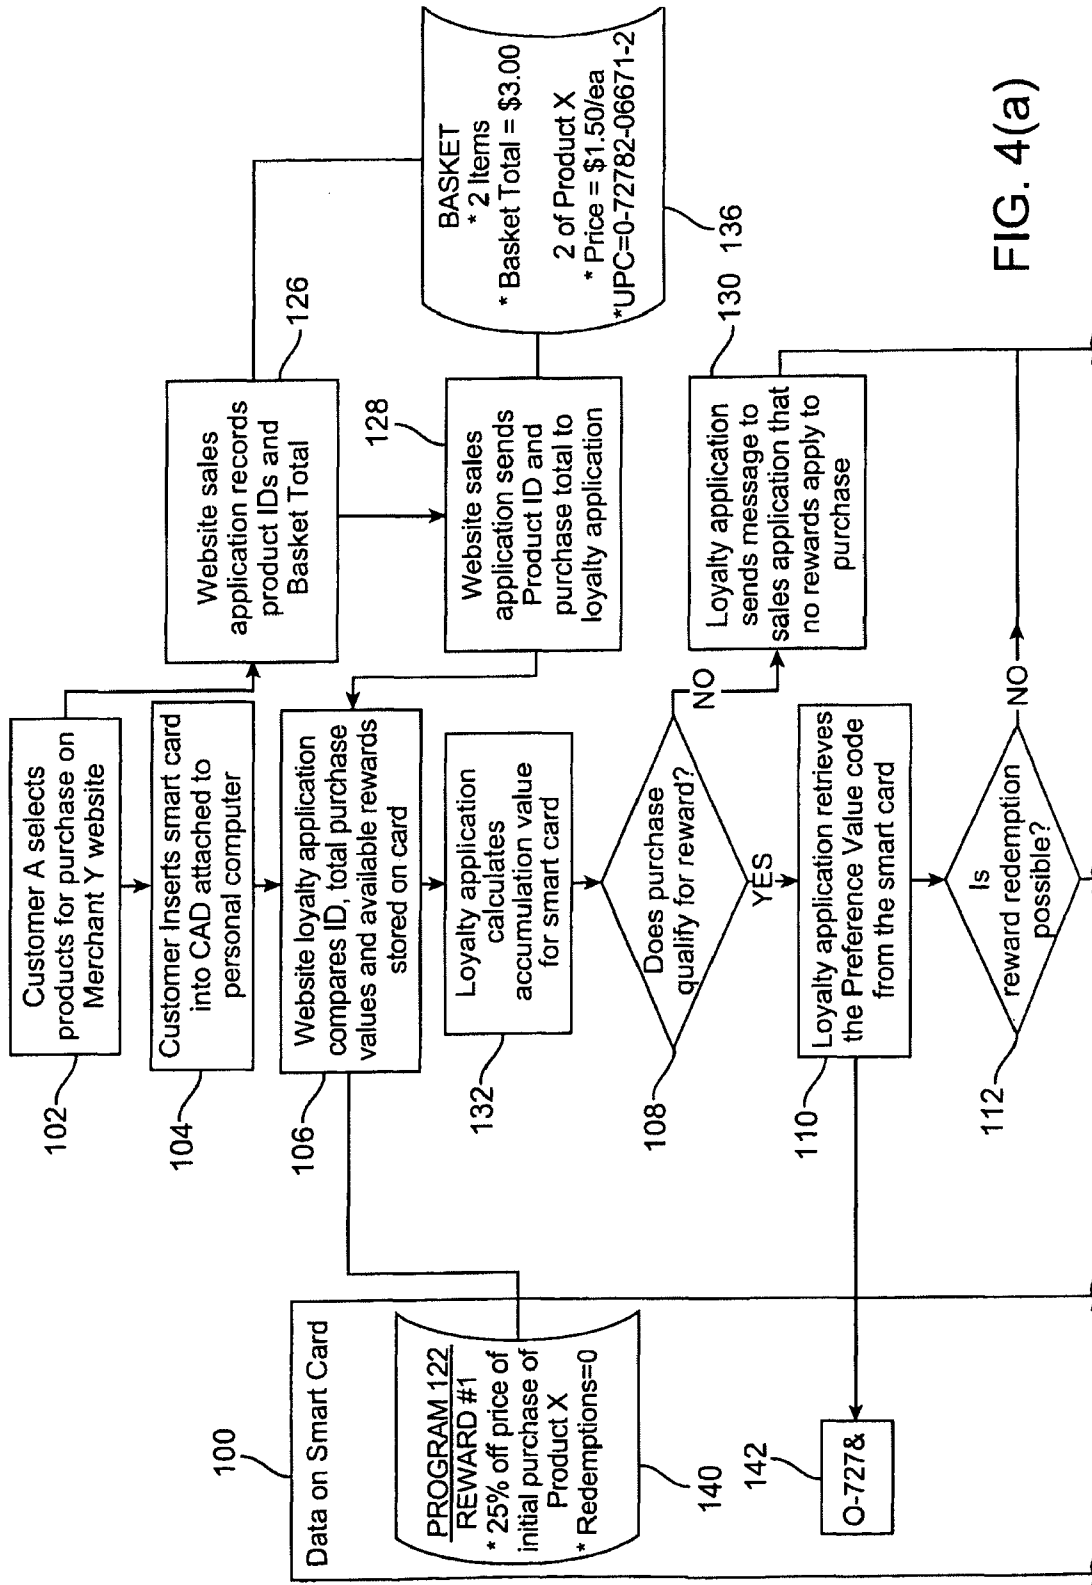 Customer A selects
products for purchase on
Merchant Y website
102
Customer Inserts smart card
into CAD attached to
personal computer
104
Website sales
application records
product IDs and
Basket Total
126
Website loyalty application
compares ID, total purchase
values and available rewards
stored on card
106
Website sales
application sends
Product ID and
purchase total to
loyalty application
128
BASKET
* 2 Items
* Basket Total = $3.00
2 of Product X
* Price = $1.50/ea
*UPC=0-72782-06671-2
136
Loyalty application
calculates
accumulation value
for smart card
132
Does purchase
qualify for reward?
108
NO
YES
Loyalty application
sends message to
sales application that
no rewards apply to
purchase
130
Loyalty application retrieves
the Preference Value code
from the smart card
110
Is
reward redemption
possible?
112
NO
100
Data on Smart Card
PROGRAM 122
REWARD #1
* 25% off price of
initial purchase of
Product X
* Redemptions=0
140
142
O-727&
FIG. 4(a)